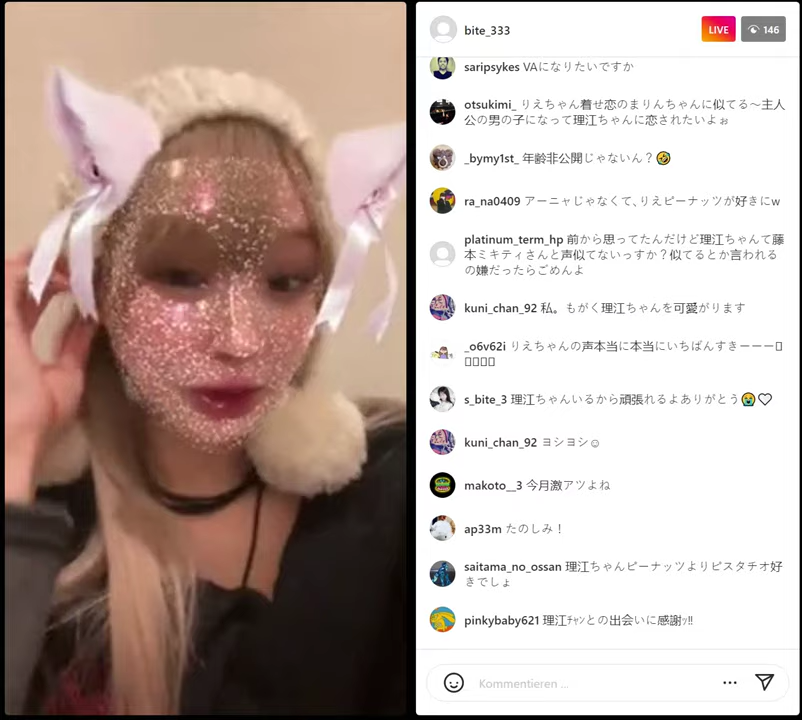 bite_333
LIVE
146
saripsykes VAになりたいですか
otsukimi_ りえちゃん着せ恋のまりんちゃんに似てる〜主人
公の男の子になって理江ちゃんに恋されたいよぉ
_bymy1st_ 年齢非公開じゃないん？🤣
ra_na0409 アーニャじゃなくて、りえピーナッツが好きにw
platinum_term_hp 前から思ってたんだけど理江ちゃんて藤
本ミキティさんと声似てないっすか？似てるとか言われる
の嫌だったらごめんよ
kuni_chan_92 私。もがく理江ちゃんを可愛がります
_o6v62i りえちゃんの声本当に本当にいちばんすきーーー▯
▯▯▯▯▯
s_bite_3 理江ちゃんいるから頑張れるよありがとう😭♡
kuni_chan_92 ヨシヨシ☺
makoto__3 今月激アツよね
ap33m たのしみ！
saitama_no_ossan 理江ちゃんピーナッツよりピスタチオ好
きでしょ
pinkybaby621 理江ﾁｬﾝとの出会いに感謝ｯ!!
Kommentieren ...